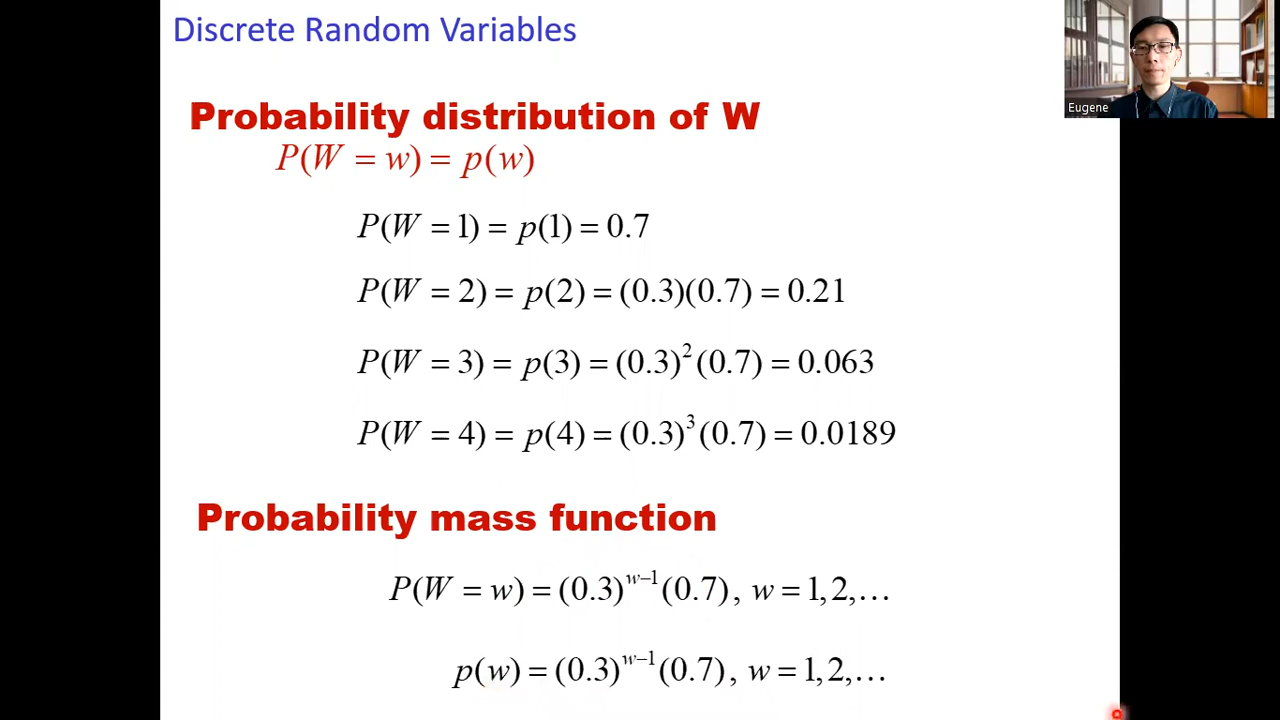 Discrete Random Variables
Eugene
Probability distribution of W
P(W = w) = p(w)
P(W = 1) = p(1) = 0.7
P(W = 2) = p(2) = (0.3)(0.7) = 0.21
P(W = 3) = p(3) = (0.3)²(0.7) = 0.063
P(W = 4) = p(4) = (0.3)³(0.7) = 0.0189
Probability mass function
P(W = w) = (0.3)^{w−1}(0.7), w = 1, 2, …
p(w) = (0.3)^{w−1}(0.7), w = 1, 2, …